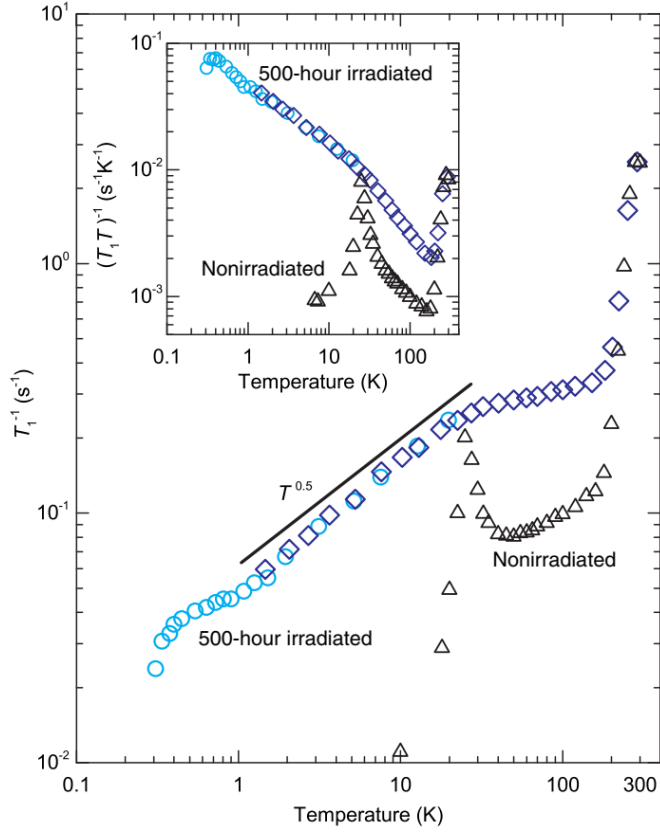 10¹
10⁰
10⁻¹
10⁻²
T₁⁻¹ (s⁻¹)
0.1
1
10
100
300
Temperature (K)
T⁰·⁵
500-hour irradiated
Nonirradiated
10⁻¹
10⁻²
10⁻³
(T₁T)⁻¹ (s⁻¹K⁻¹)
0.1
1
10
100
Temperature (K)
500-hour irradiated
Nonirradiated